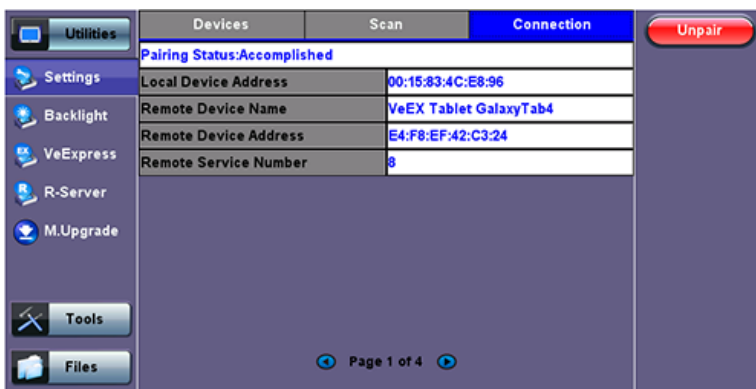 Utilities
Devices Scan Connection
Unpair
Pairing Status:Accomplished
Settings
Local Device Address 00:15:83:4C:E8:96
Backlight
Remote Device Name VeEX Tablet GalaxyTab4
Remote Device Address E4:F8:EF:42:C3:24
VeExpress
Remote Service Number 8
R-Server
M.Upgrade
Tools
Files
Page 1 of 4